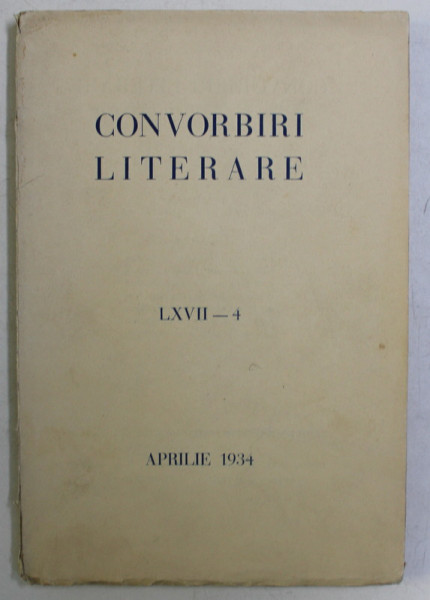 CONVORBIRI
LITERARE
LXVII — 4
APRILIE 1934